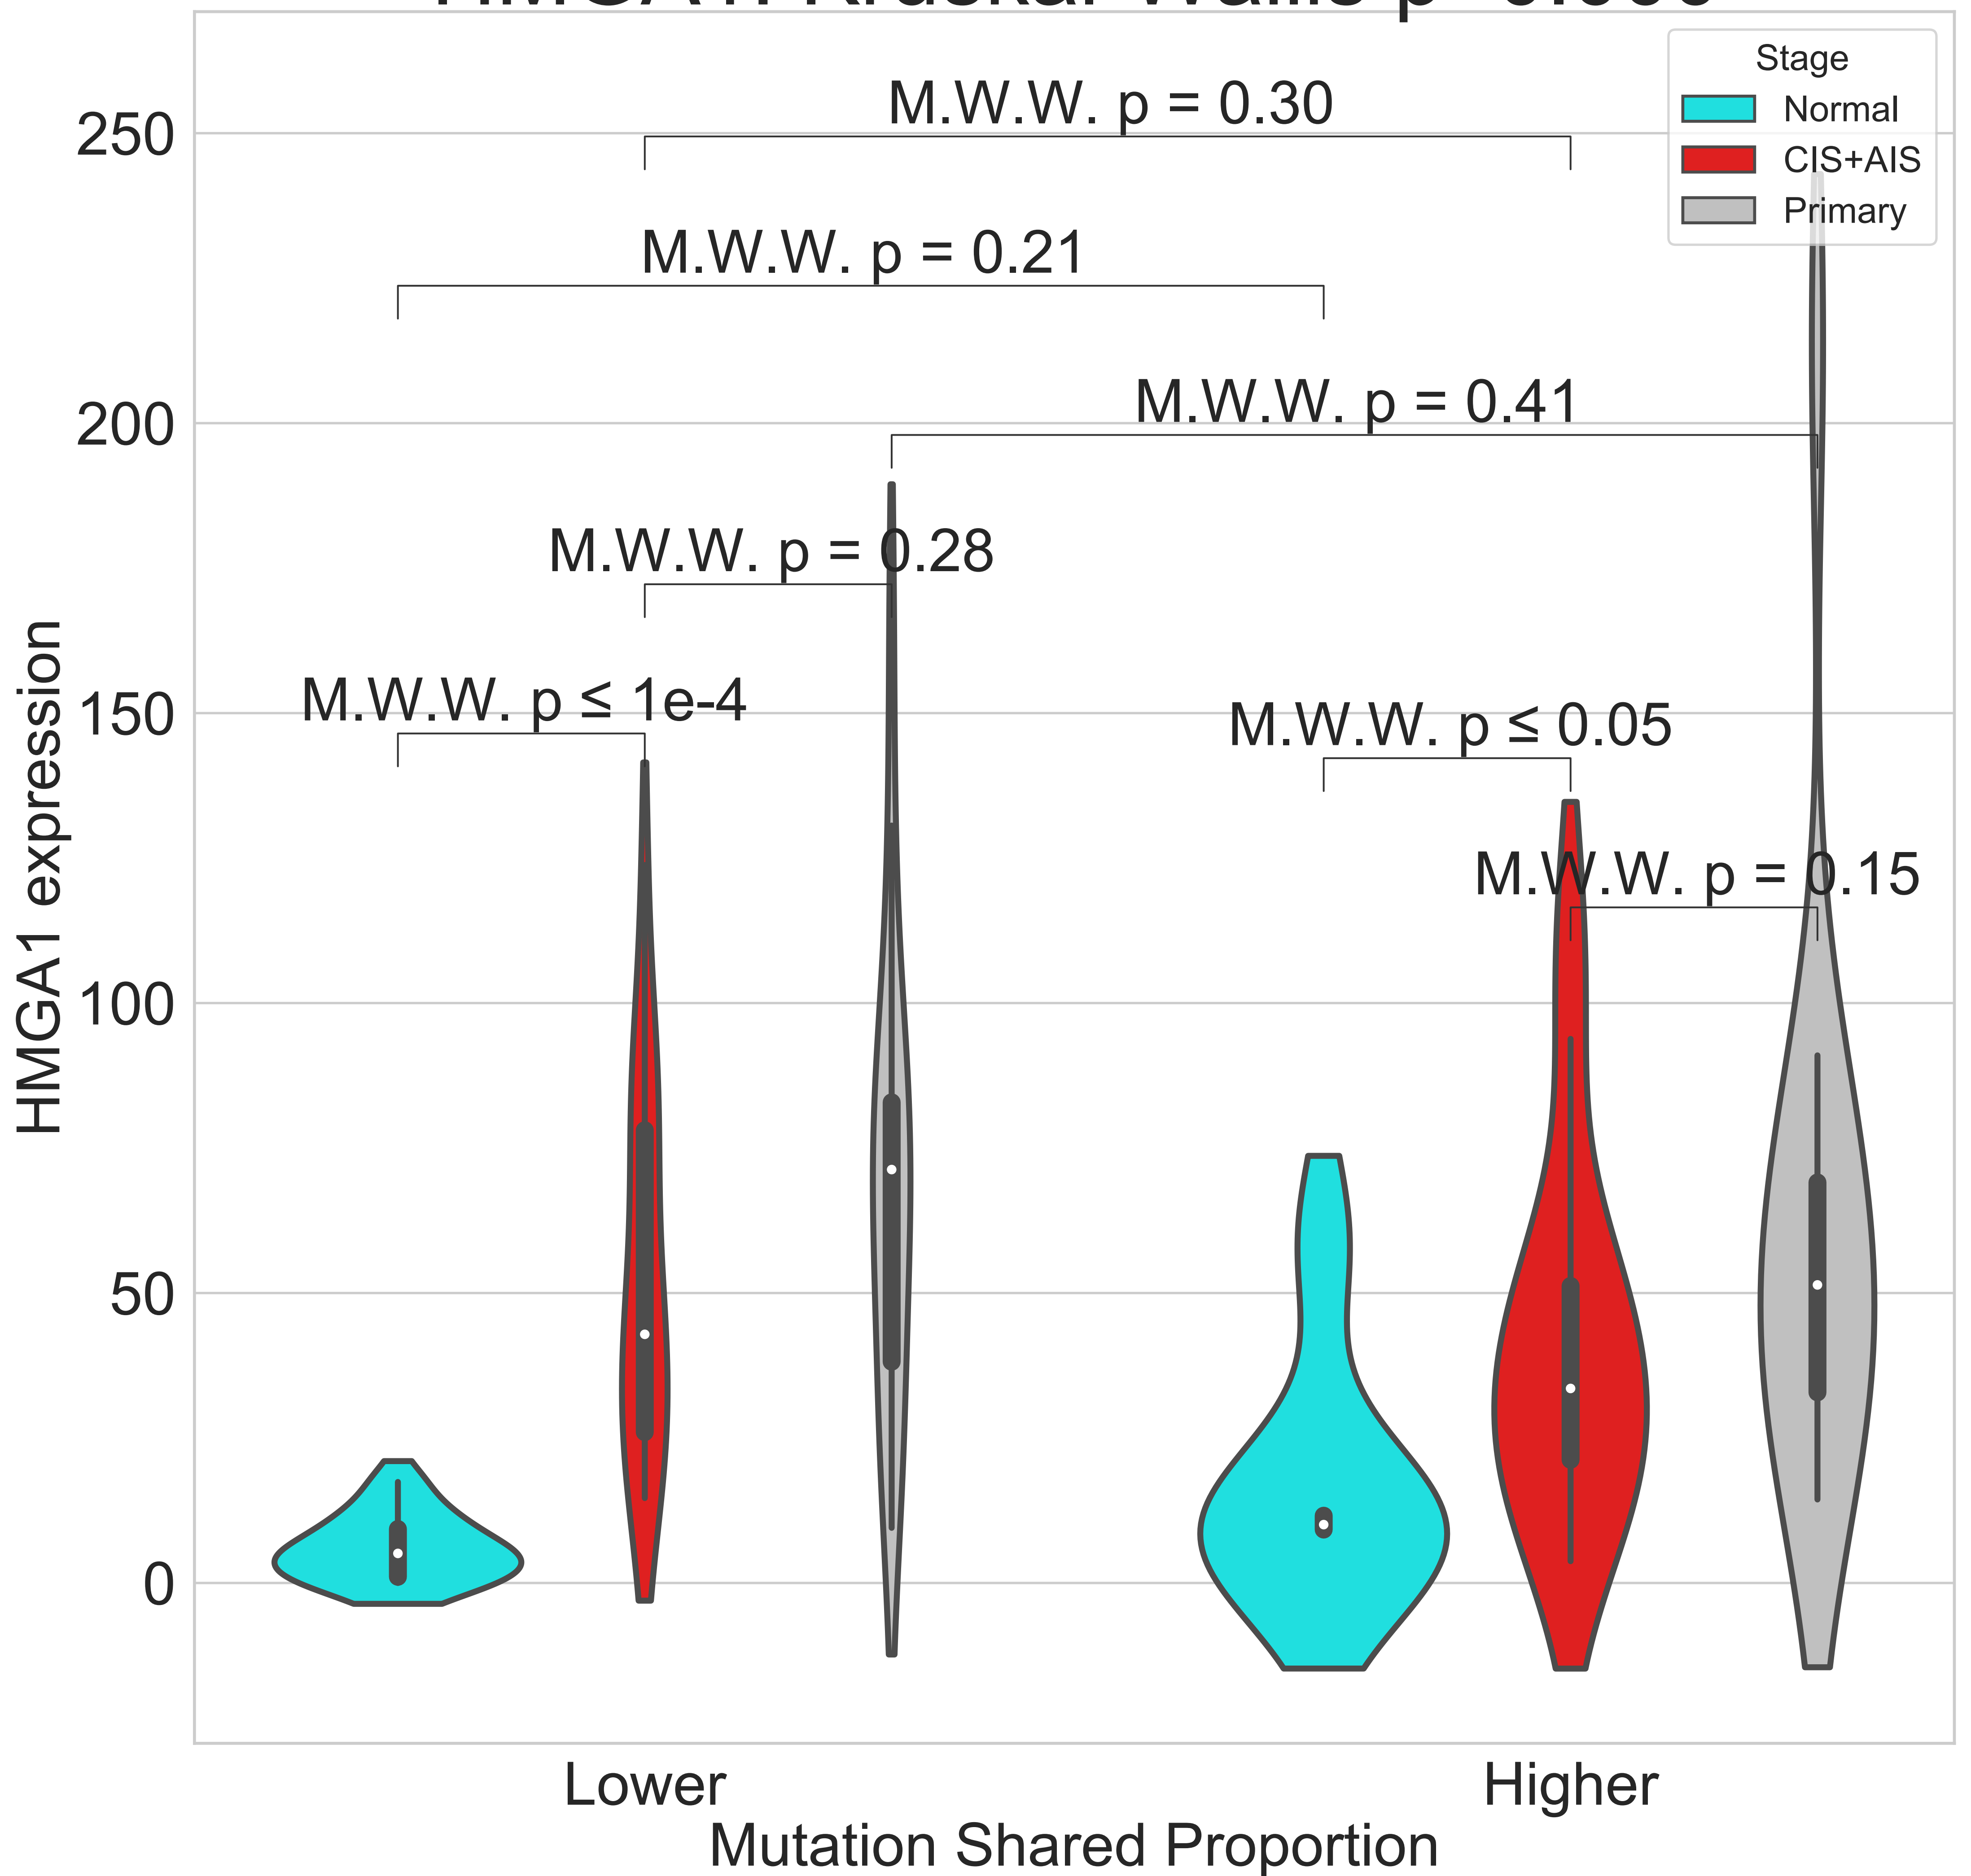 Stage
Normal
CIS+AIS
Primary
M.W.W. p = 0.30
M.W.W. p = 0.21
M.W.W. p = 0.41
M.W.W. p = 0.28
M.W.W. p ≤ 1e-4
M.W.W. p ≤ 0.05
M.W.W. p = 0.15
HMGA1 expression
250
200
150
100
50
0
Lower
Higher
Mutation Shared Proportion